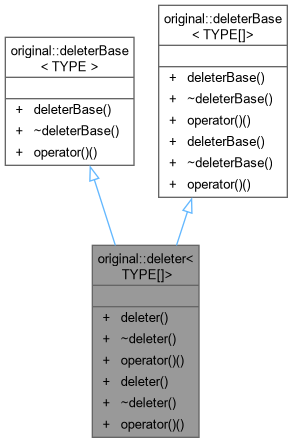 original::deleterBase
< TYPE >
+ deleterBase()
+ ~deleterBase()
+ operator()()
original::deleterBase
< TYPE[]>
+ deleterBase()
+ ~deleterBase()
+ operator()()
+ deleterBase()
+ ~deleterBase()
+ operator()()
original::deleter<
TYPE[]>
+ deleter()
+ ~deleter()
+ operator()()
+ deleter()
+ ~deleter()
+ operator()()